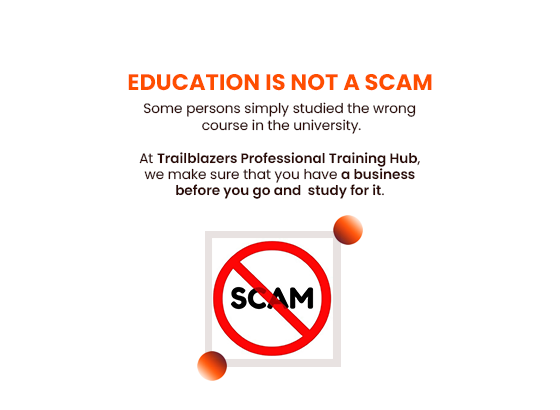 EDUCATION IS NOT A SCAM
Some persons simply studied the wrong
course in the university.
At Trailblazers Professional Training Hub,
we make sure that you have a business
before you go and  study for it.
SCAM